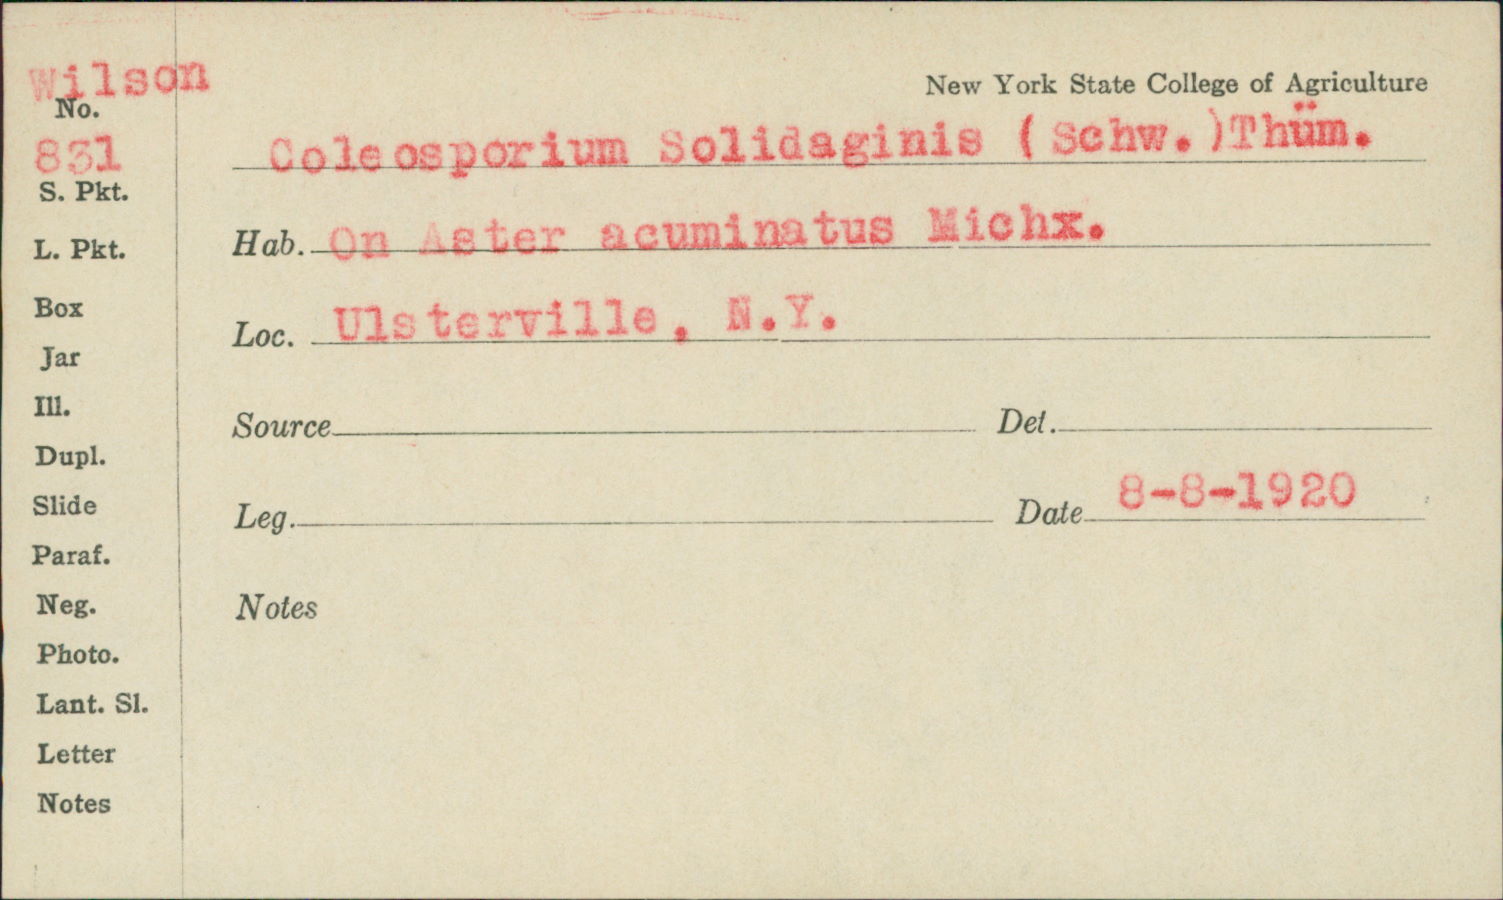 Wilson
No.
831
S. Pkt.
L. Pkt.
Box
Jar
Ill.
Dupl.
Slide
Paraf.
Neg.
Photo.
Lant. Sl.
Letter
Notes
New York State College of Agriculture
Coleosporium Solidaginis (Schw.)Thüm.
Hab. On Aster acuminatus Michx.
Loc. Ulsterville, N.Y.
Source
Det.
Leg.
Date 8-8-1920
Notes